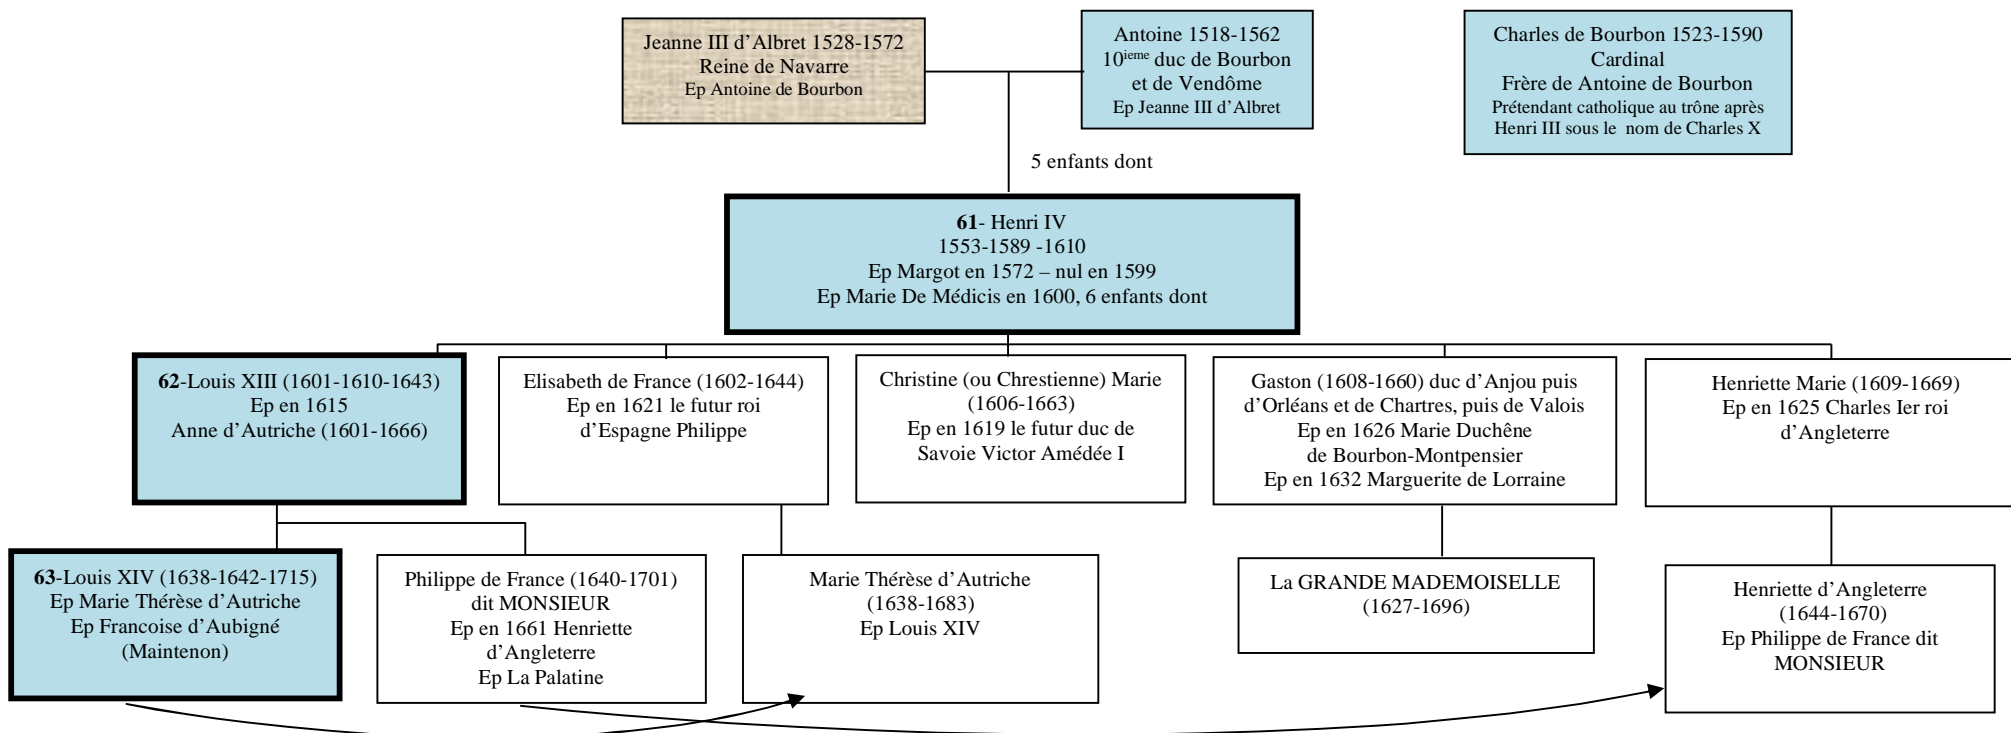 Jeanne III d’Albret 1528-1572
Reine de Navarre
Ep Antoine de Bourbon
Antoine 1518-1562
10ieme duc de Bourbon
et de Vendôme
Ep Jeanne III d’Albret
Charles de Bourbon 1523-1590
Cardinal
Frère de Antoine de Bourbon
Prétendant catholique au trône après
Henri III sous le nom de Charles X
5 enfants dont
61- Henri IV
1553-1589 -1610
Ep Margot en 1572 – nul en 1599
Ep Marie De Médicis en 1600, 6 enfants dont
62-Louis XIII (1601-1610-1643)
Ep en 1615
Anne d’Autriche (1601-1666)
Elisabeth de France (1602-1644)
Ep en 1621 le futur roi
d’Espagne Philippe
Christine (ou Chrestienne) Marie
(1606-1663)
Ep en 1619 le futur duc de
Savoie Victor Amédée I
Gaston (1608-1660) duc d’Anjou puis
d’Orléans et de Chartres, puis de Valois
Ep en 1626 Marie Duchêne
de Bourbon-Montpensier
Ep en 1632 Marguerite de Lorraine
Henriette Marie (1609-1669)
Ep en 1625 Charles Ier roi
d’Angleterre
63-Louis XIV (1638-1642-1715)
Ep Marie Thérèse d’Autriche
Ep Francoise d’Aubigné
(Maintenon)
Philippe de France (1640-1701)
dit MONSIEUR
Ep en 1661 Henriette
d’Angleterre
Ep La Palatine
Marie Thérèse d’Autriche
(1638-1683)
Ep Louis XIV
La GRANDE MADEMOISELLE
(1627-1696)
Henriette d’Angleterre
(1644-1670)
Ep Philippe de France dit
MONSIEUR